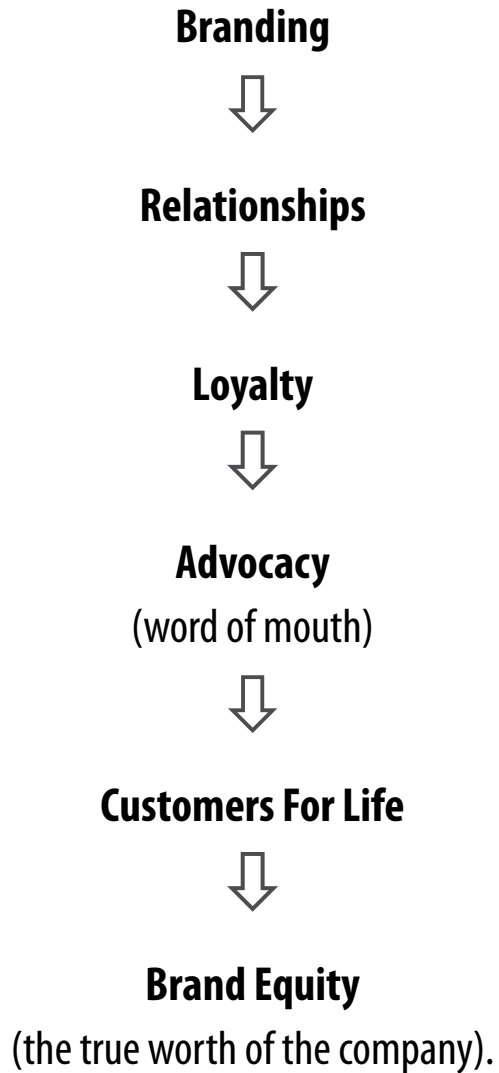 Branding
Relationships
Loyalty
Advocacy
(word of mouth)
Customers For Life
Brand Equity
(the true worth of the company).